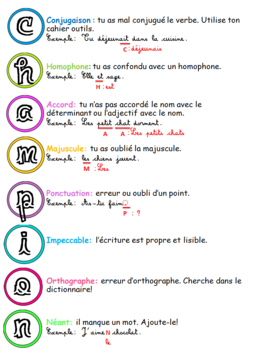 c Conjugaison : tu as mal conjugué le verbe. Utilise ton
cahier outils.
Exemple : Tu déjeunait dans la cuisine.
C : déjeunais
h Homophone: tu as confondu avec un homophone.
Exemple : Elle et sage.
H : est
a Accord : tu n'as pas accordé le nom avec le
déterminant ou l'adjectif avec le nom.
Exemple : Les petit chat dorment.
A A : Les petits chats
m Majuscule : tu as oublié la majuscule.
Exemple : les chiens jouent.
M : Les
p Ponctuation : erreur ou oubli d'un point.
Exemple : As-tu faim
P : ?
i Impeccable: l'écriture est propre et lisible.
o Orthographe : erreur d'orthographe. Cherche dans le
dictionnaire!
n Néant: il manque un mot. Ajoute-le!
Exemple : J'aime N chocolat.
le